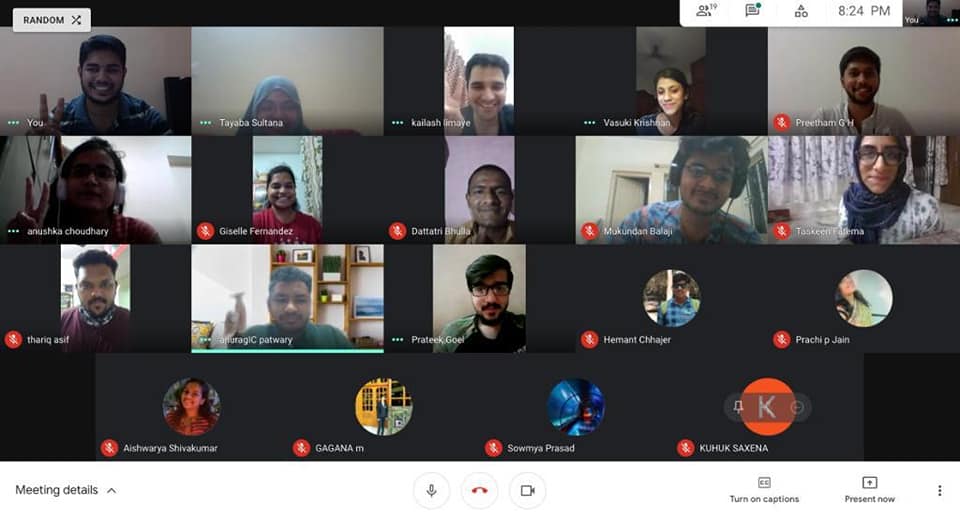 RANDOM
19
8:24 PM
You
You
Tayaba Sultana
kailash limaye
Vasuki Krishnan
Preetham G H
anushka choudhary
Giselle Fernandez
Dattatri Bhulla
Mukundan Balaji
Taskeen Fatema
thariq asif
anuragIC patwary
Prateek Goel
Hemant Chhajer
Prachi p Jain
Aishwarya Shivakumar
GAGANA m
Sowmya Prasad
K
KUHUK SAXENA
Meeting details
Turn on captions
Present now